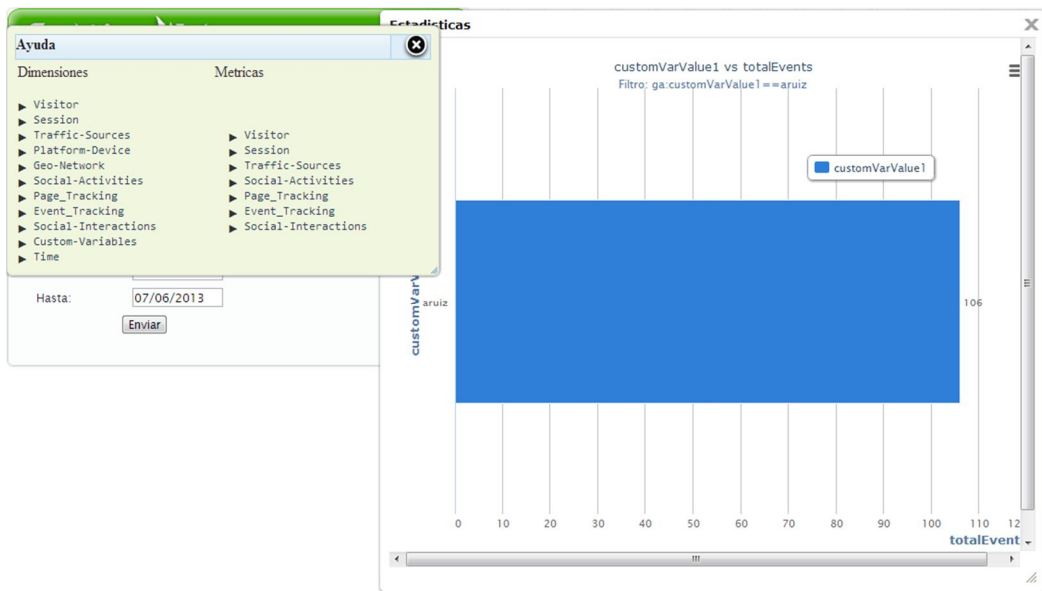 Ayuda
Dimensiones
Visitor
Session
Traffic-Sources
Platform-Device
Geo-Network
Social-Activities
Page_Tracking
Event_Tracking
Social-Interactions
Custom-Variables
Time
Metricas
Visitor
Session
Traffic-Sources
Social-Activities
Page_Tracking
Event_Tracking
Social-Interactions
Hasta:
07/06/2013
Enviar
Estadisticas
customVarValue1 vs totalEvents
Filtro: ga:customVarValue1==aruiz
customVarValue1
customVarV
aruiz
106
0 10 20 30 40 50 60 70 80 90 100 110 12
totalEvent